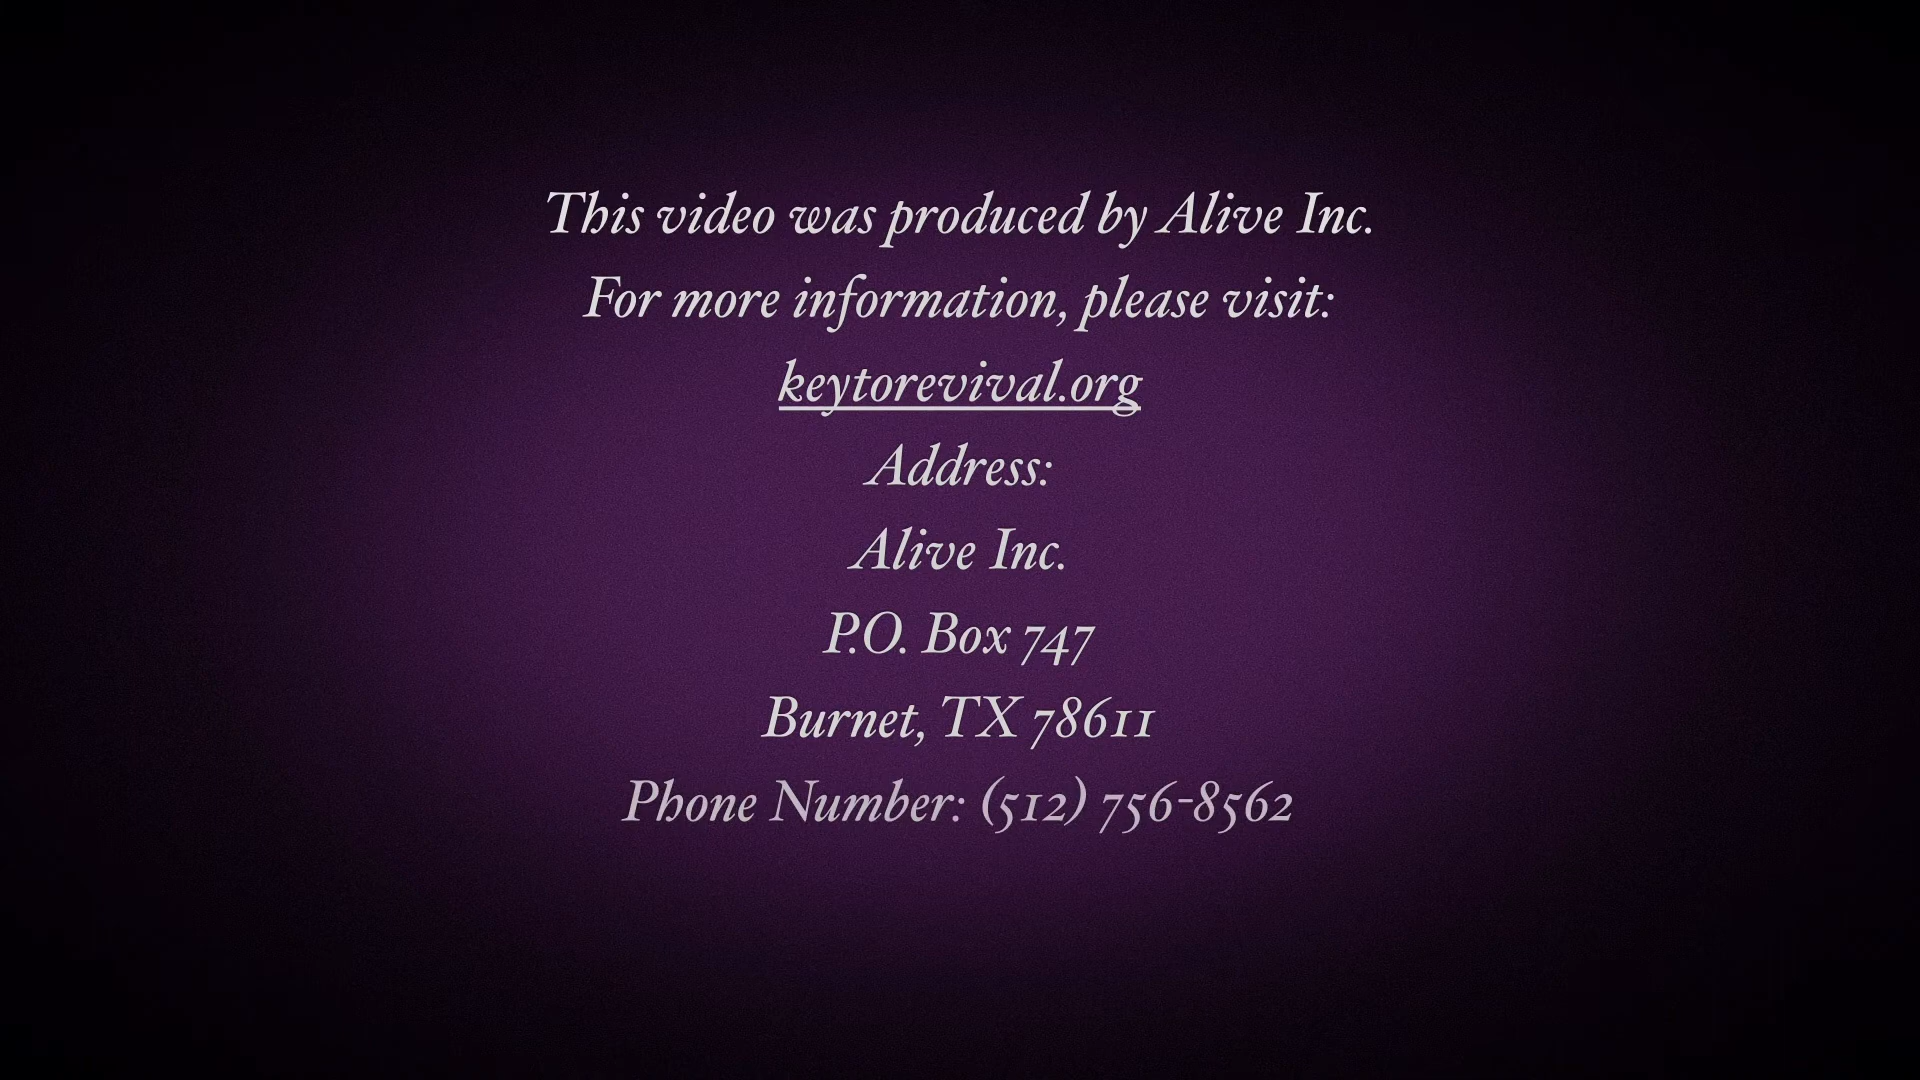 This video was produced by Alive Inc.
For more information, please visit:
keytorevival.org
Address:
Alive Inc.
P.O. Box 747
Burnet, TX 78611
Phone Number: (512) 756-8562